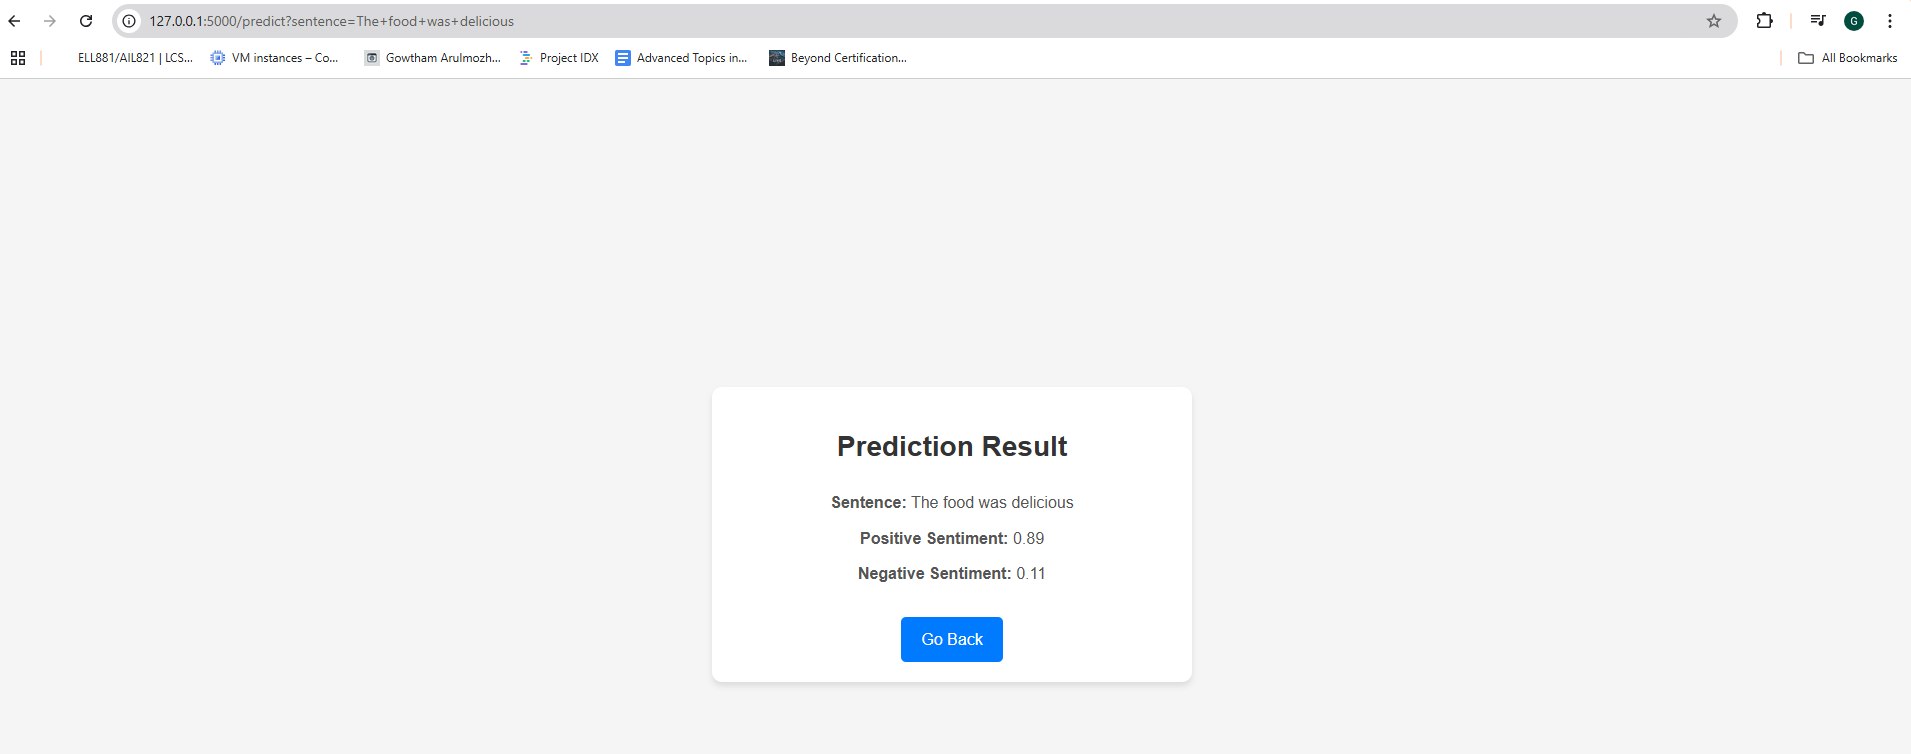 127.0.0.1:5000/predict?sentence=The+food+was+delicious
G
ELL881/AIL821 | LCS... VM instances – Co... Gowtham Arulmozh... Project IDX Advanced Topics in... Beyond Certification... All Bookmarks
Prediction Result
Sentence: The food was delicious
Positive Sentiment: 0.89
Negative Sentiment: 0.11
Go Back